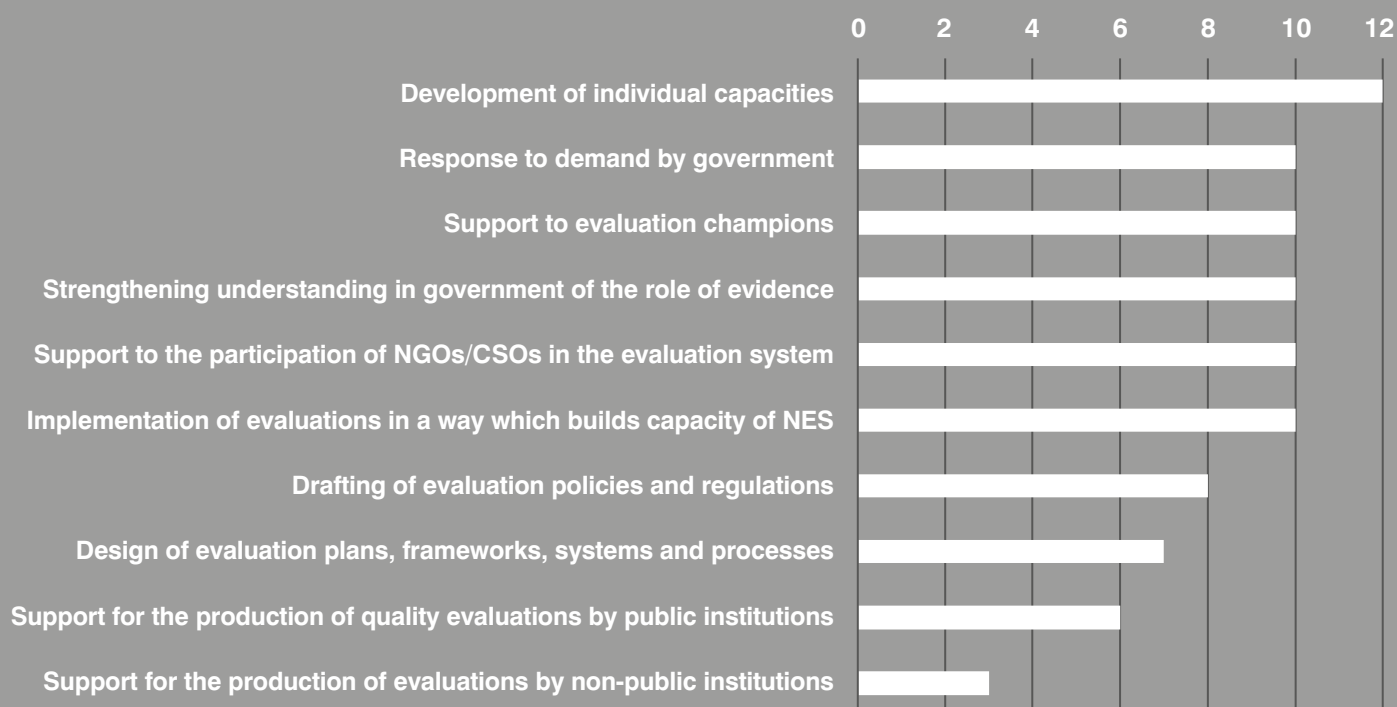 0 2 4 6 8 10 12
Development of individual capacities
Response to demand by government
Support to evaluation champions
Strengthening understanding in government of the role of evidence
Support to the participation of NGOs/CSOs in the evaluation system
Implementation of evaluations in a way which builds capacity of NES
Drafting of evaluation policies and regulations
Design of evaluation plans, frameworks, systems and processes
Support for the production of quality evaluations by public institutions
Support for the production of evaluations by non-public institutions